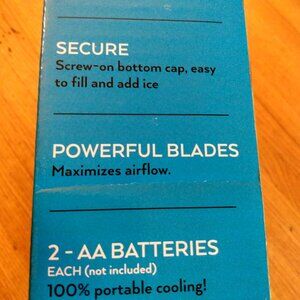 SECURE
Screw-on bottom cap, easy
to fill and add ice
POWERFUL BLADES
Maximizes airflow.
2 - AA BATTERIES
EACH (not included)
100% portable cooling!